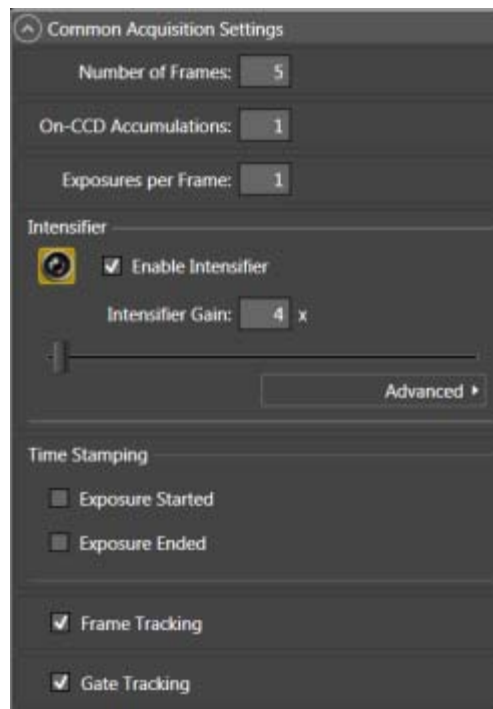 Common Acquisition Settings
Number of Frames: 5
On-CCD Accumulations: 1
Exposures per Frame: 1
Intensifier
Enable Intensifier
Intensifier Gain: 4 x
Advanced
Time Stamping
Exposure Started
Exposure Ended
Frame Tracking
Gate Tracking